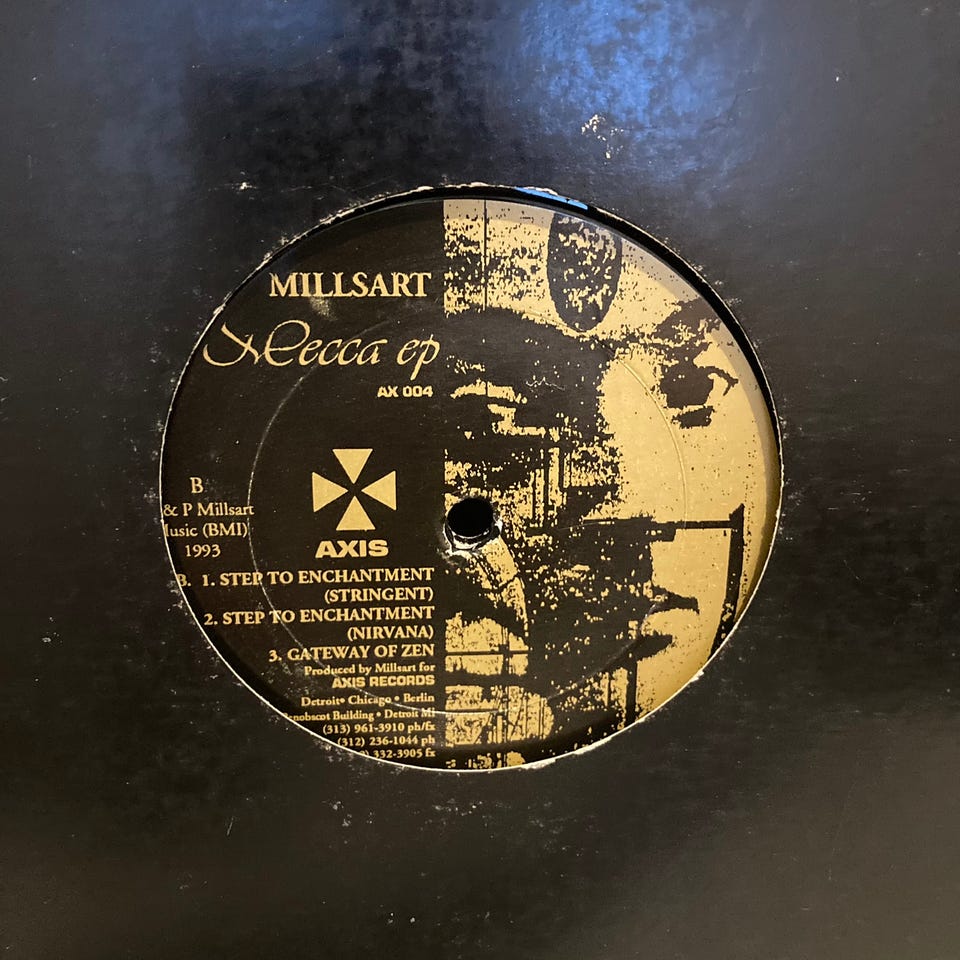 MILLSART
Mecca ep
AX 004
B
& P Millsart
usic (BMI)
1993
AXIS
B. 1. STEP TO ENCHANTMENT
(STRINGENT)
2. STEP TO ENCHANTMENT
(NIRVANA)
3. GATEWAY OF ZEN
Produced by Millsart for
AXIS RECORDS
Detroit• Chicago • Berlin
enobscot Building • Detroit MI
(313) 961-3910 ph/fx
(312) 236-1044 ph
) 332-3905 fx